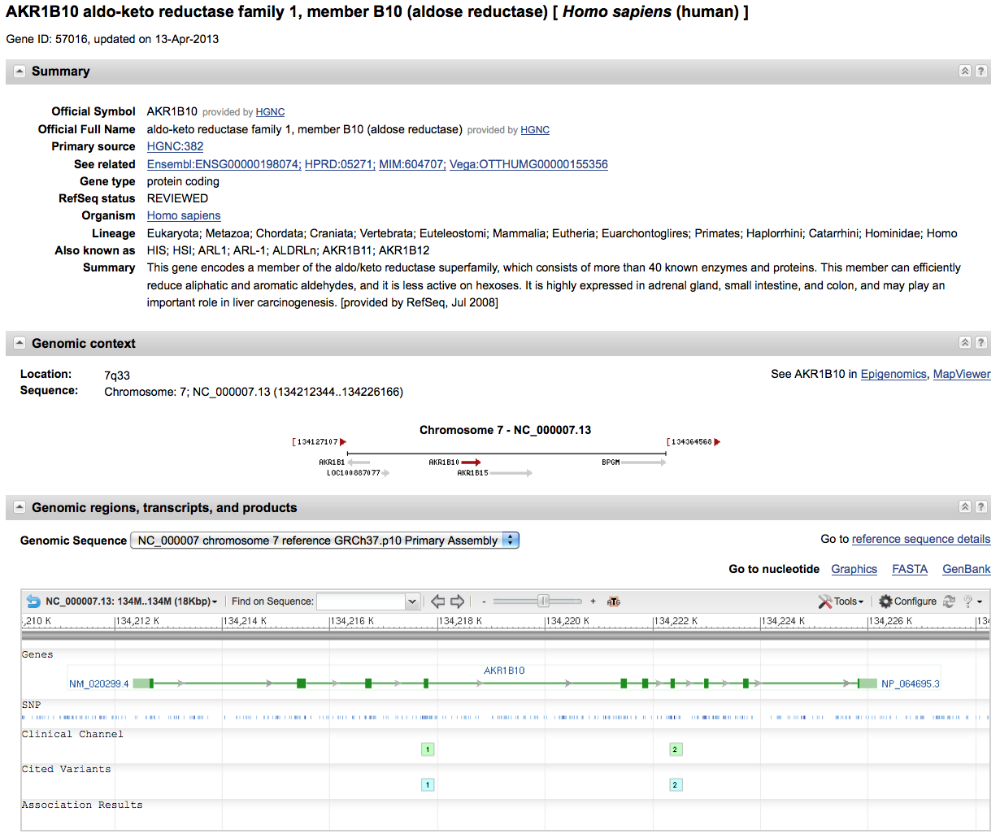 AKR1B10 aldo-keto reductase family 1, member B10 (aldose reductase) [ Homo sapiens (human) ]
Gene ID: 57016, updated on 13-Apr-2013
Summary
Official Symbol AKR1B10 provided by HGNC
Official Full Name aldo-keto reductase family 1, member B10 (aldose reductase) provided by HGNC
Primary source HGNC:382
See related Ensembl:ENSG00000198074; HPRD:05271; MIM:604707; Vega:OTTHUMG00000155356
Gene type protein coding
RefSeq status REVIEWED
Organism Homo sapiens
Lineage Eukaryota; Metazoa; Chordata; Craniata; Vertebrata; Euteleostomi; Mammalia; Eutheria; Euarchontoglires; Primates; Haplorrhini; Catarrhini; Hominidae; Homo
Also known as HIS; HSI; ARL1; ARL-1; ALDRLn; AKR1B11; AKR1B12
Summary This gene encodes a member of the aldo/keto reductase superfamily, which consists of more than 40 known enzymes and proteins. This member can efficiently
reduce aliphatic and aromatic aldehydes, and it is less active on hexoses. It is highly expressed in adrenal gland, small intestine, and colon, and may play an
important role in liver carcinogenesis. [provided by RefSeq, Jul 2008]
Genomic context
Location: 7q33
See AKR1B10 in Epigenomics, MapViewer
Sequence: Chromosome: 7; NC_000007.13 (134212344..134226166)
Chromosome 7 - NC_000007.13
[134127107 [134364568
AKR1B1 AKR1B10 BPGM
LOC100887077 AKR1B15
Genomic regions, transcripts, and products
Genomic Sequence NC_000007 chromosome 7 reference GRCh37.p10 Primary Assembly
Go to reference sequence details
Go to nucleotide Graphics FASTA GenBank
NC_000007.13: 134M..134M (18Kbp) Find on Sequence: - + ATG Tools Configure ?
,210 K 134,212 K 134,214 K 134,216 K 134,218 K 134,220 K 134,222 K 134,224 K 134,226 K 134
Genes
AKR1B10
NM_020299.4 NP_064695.3
SNP
Clinical Channel
1 2
Cited Variants
1 2
Association Results